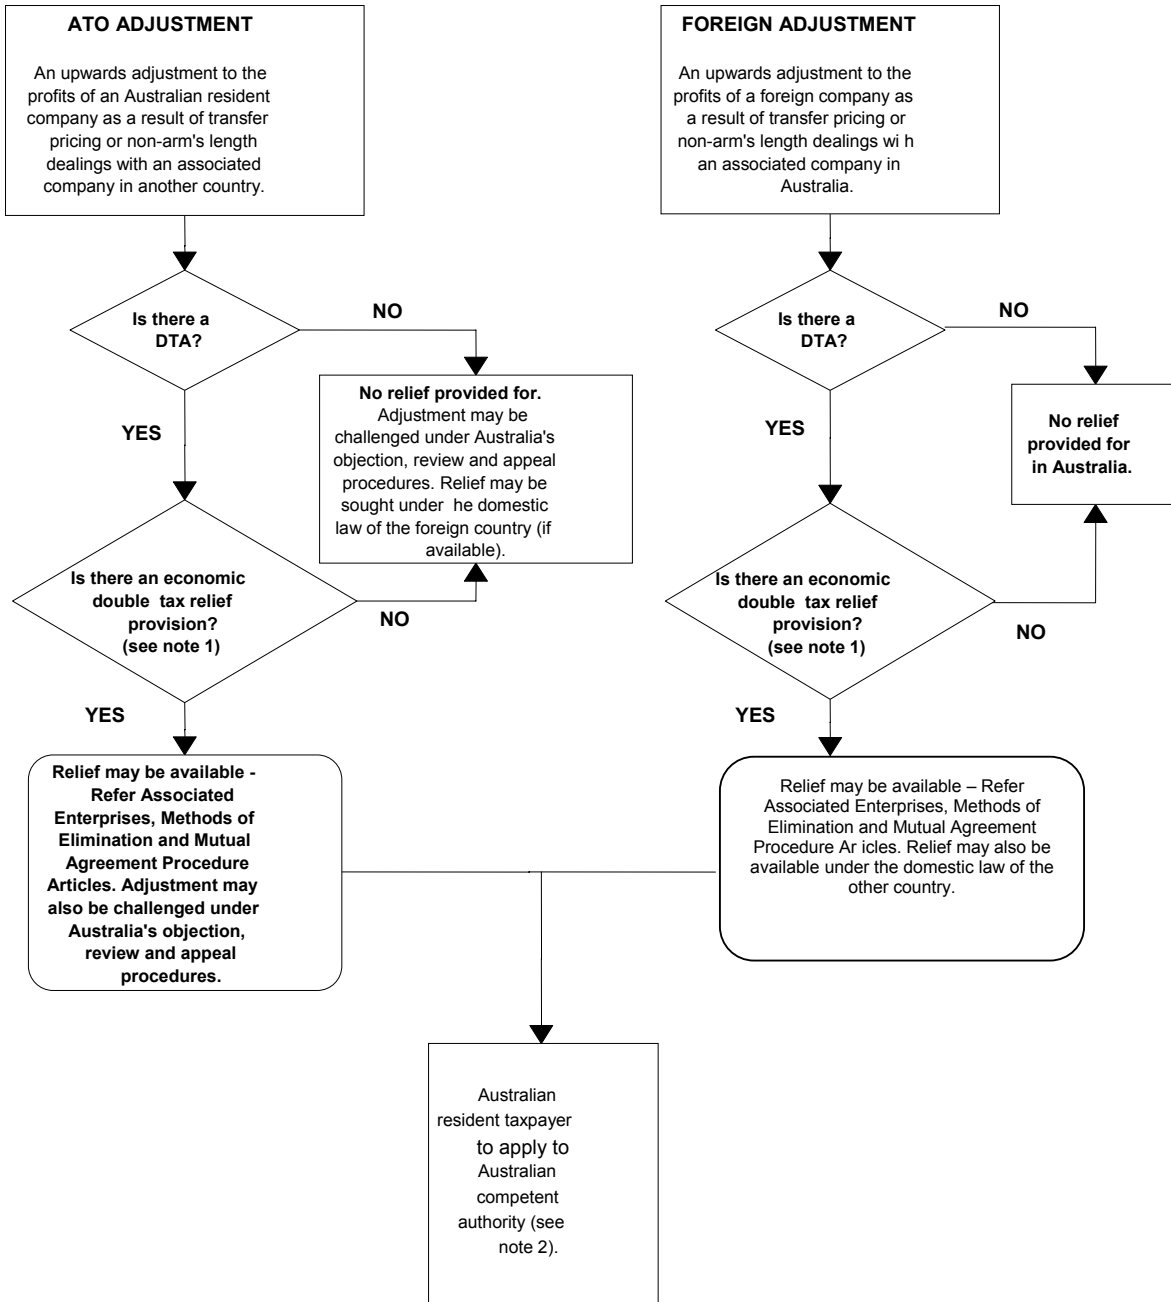 ATO ADJUSTMENT
An upwards adjustment to the
profits of an Australian resident
company as a result of transfer
pricing or non-arm's length
dealings with an associated
company in another country.
FOREIGN ADJUSTMENT
An upwards adjustment to the
profits of a foreign company as
a result of transfer pricing or
non-arm's length dealings wi h
an associated company in
Australia.
Is there a
DTA?
NO
YES
No relief provided for.
Adjustment may be
challenged under Australia's
objection, review and appeal
procedures. Relief may be
sought under he domestic
law of the foreign country (if
available).
Is there a
DTA?
NO
YES
No relief
provided for
in Australia.
Is there an economic
double tax relief
provision?
(see note 1)
NO
YES
Is there an economic
double tax relief
provision?
(see note 1)
NO
YES
Relief may be available -
Refer Associated
Enterprises, Methods of
Elimination and Mutual
Agreement Procedure
Articles. Adjustment may
also be challenged under
Australia's objection,
review and appeal
procedures.
Relief may be available – Refer
Associated Enterprises, Methods of
Elimination and Mutual Agreement
Procedure Ar icles. Relief may also be
available under the domestic law of the
other country.
Australian
resident taxpayer
to apply to
Australian
competent
authority (see
note 2).